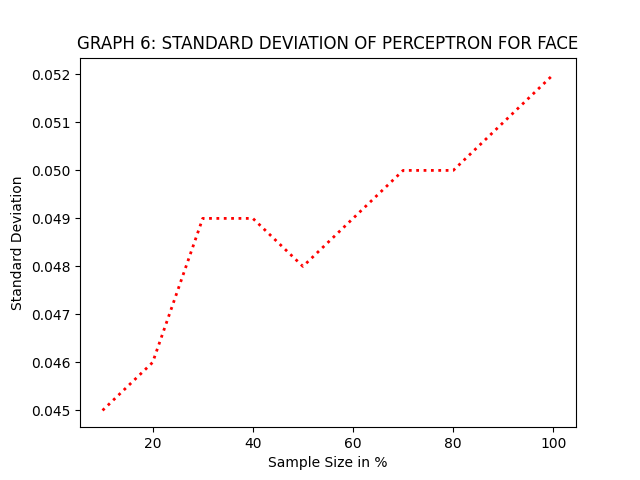 GRAPH 6: STANDARD DEVIATION OF PERCEPTRON FOR FACE
0.052
0.051
0.050
0.049
0.048
0.047
0.046
0.045
Standard Deviation
20 40 60 80 100
Sample Size in %